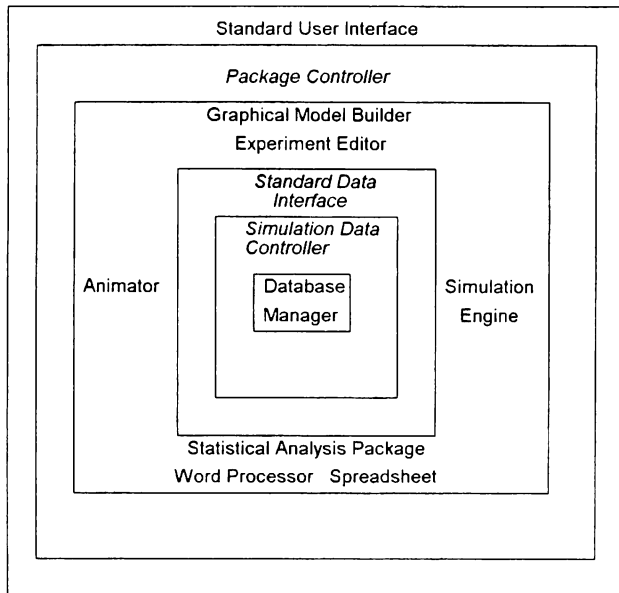 Standard User Interface
Package Controller
Graphical Model Builder
Experiment Editor
Standard Data
Interface
Simulation Data
Controller
Database
Manager
Animator
Simulation
Engine
Statistical Analysis Package
Word Processor Spreadsheet